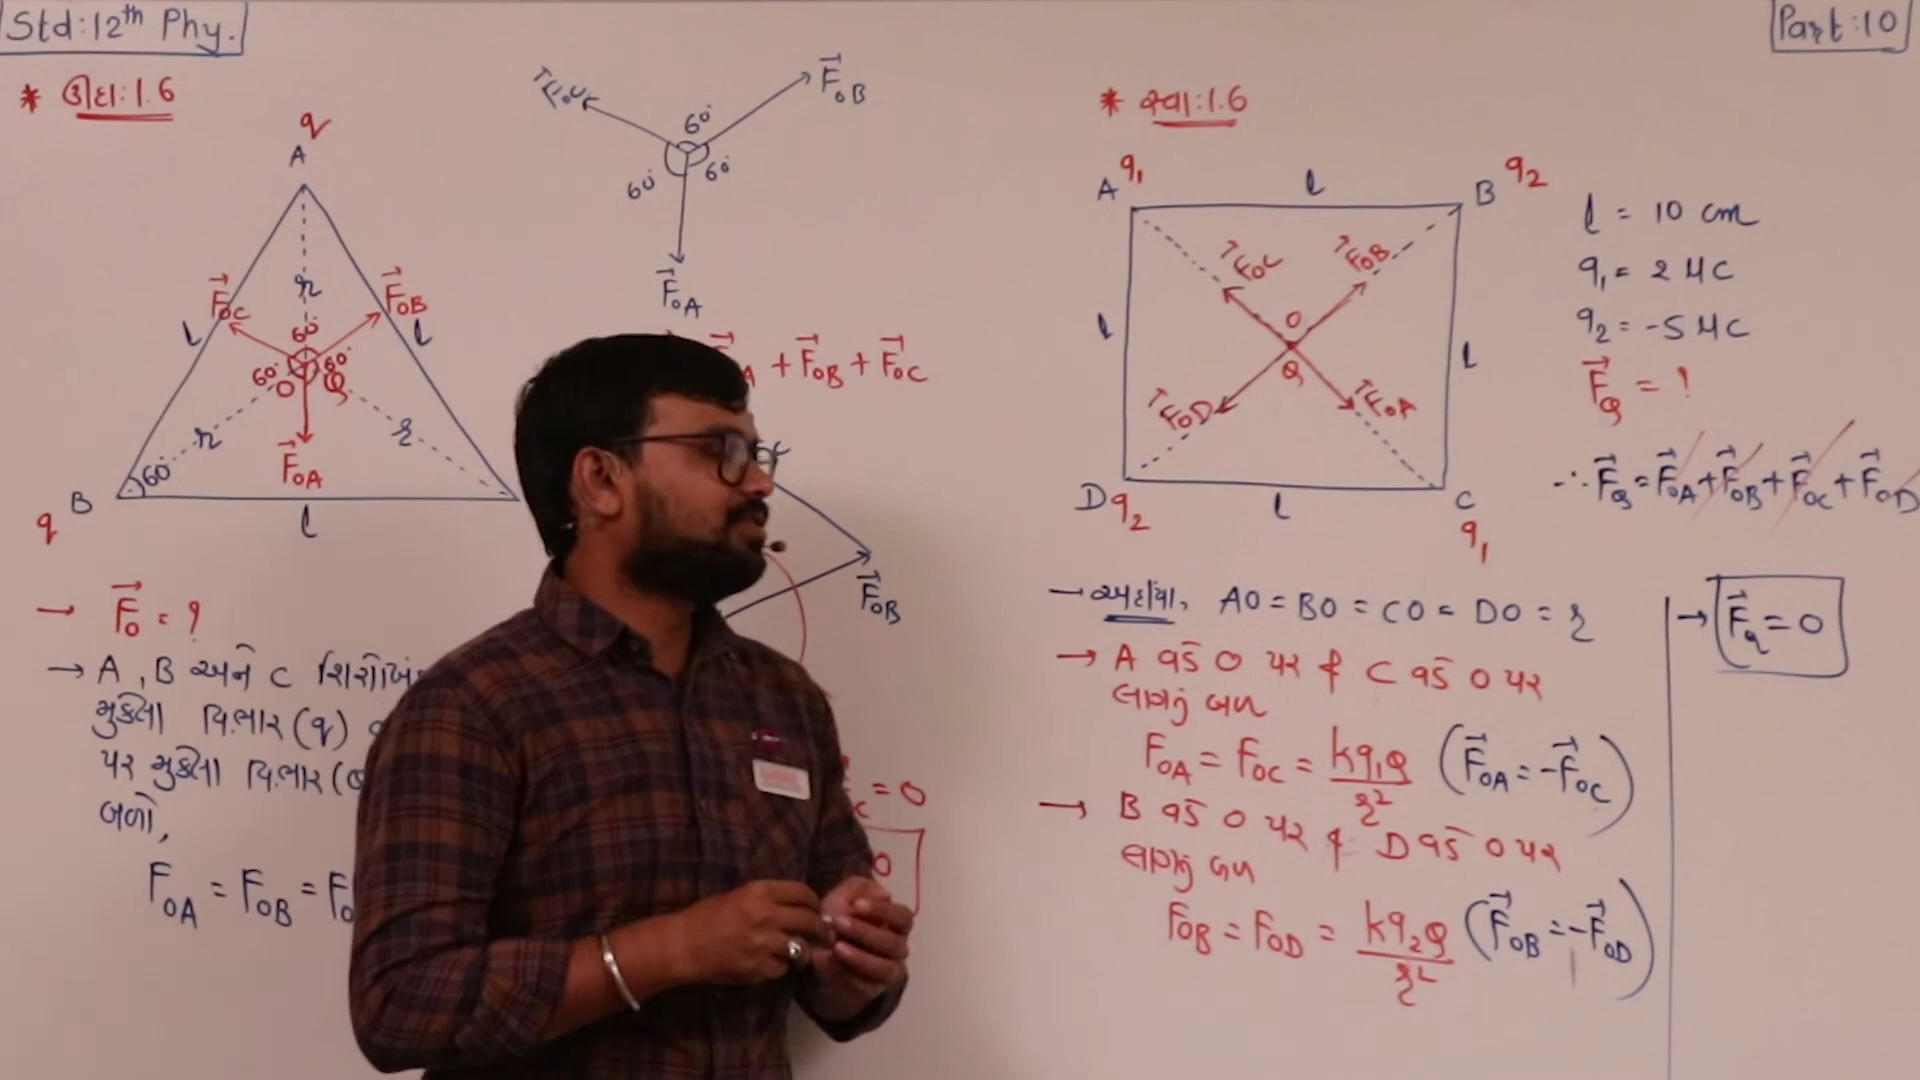 Std:12th Phy.
Part:10
* ઉદા:1.6
q
A
r
F⃗OC
F⃗OB
l
l
60°
60°
60°
O
Q
r
r
F⃗OA
60°
B
q
l
F⃗OC
F⃗OB
60°
60°
60°
F⃗OA
+ F⃗OB + F⃗OC
F⃗OB
→ F⃗O = ?
→ A, B અને C
મુકેલા વિ.ભાર(q)
પર મુકેલા વિ.ભાર(Q
બળો,
FOA = FOB = FO
= 0
0
* સ્વા:1.6
A q1
l
B q2
F⃗OC
F⃗OB
l
O
Q
l
F⃗OD
F⃗OA
D q2
l
C
q1
l = 10 cm
q1 = 2 μC
q2 = -5 μC
F⃗Q = ?
∴ F⃗Q = F⃗OA + F⃗OB + F⃗OC + F⃗OD
→ અહીંયા, AO = BO = CO = DO = r
→ A વડે O પર & C વડે O પર
લાગતું બળ
FOA = FOC = kq1Q/r² (F⃗OA = -F⃗OC)
→ B વડે O પર & D વડે O પર
લાગતું બળ
FOB = FOD = kq2Q/r² (F⃗OB = -F⃗OD)
→ F⃗q = 0